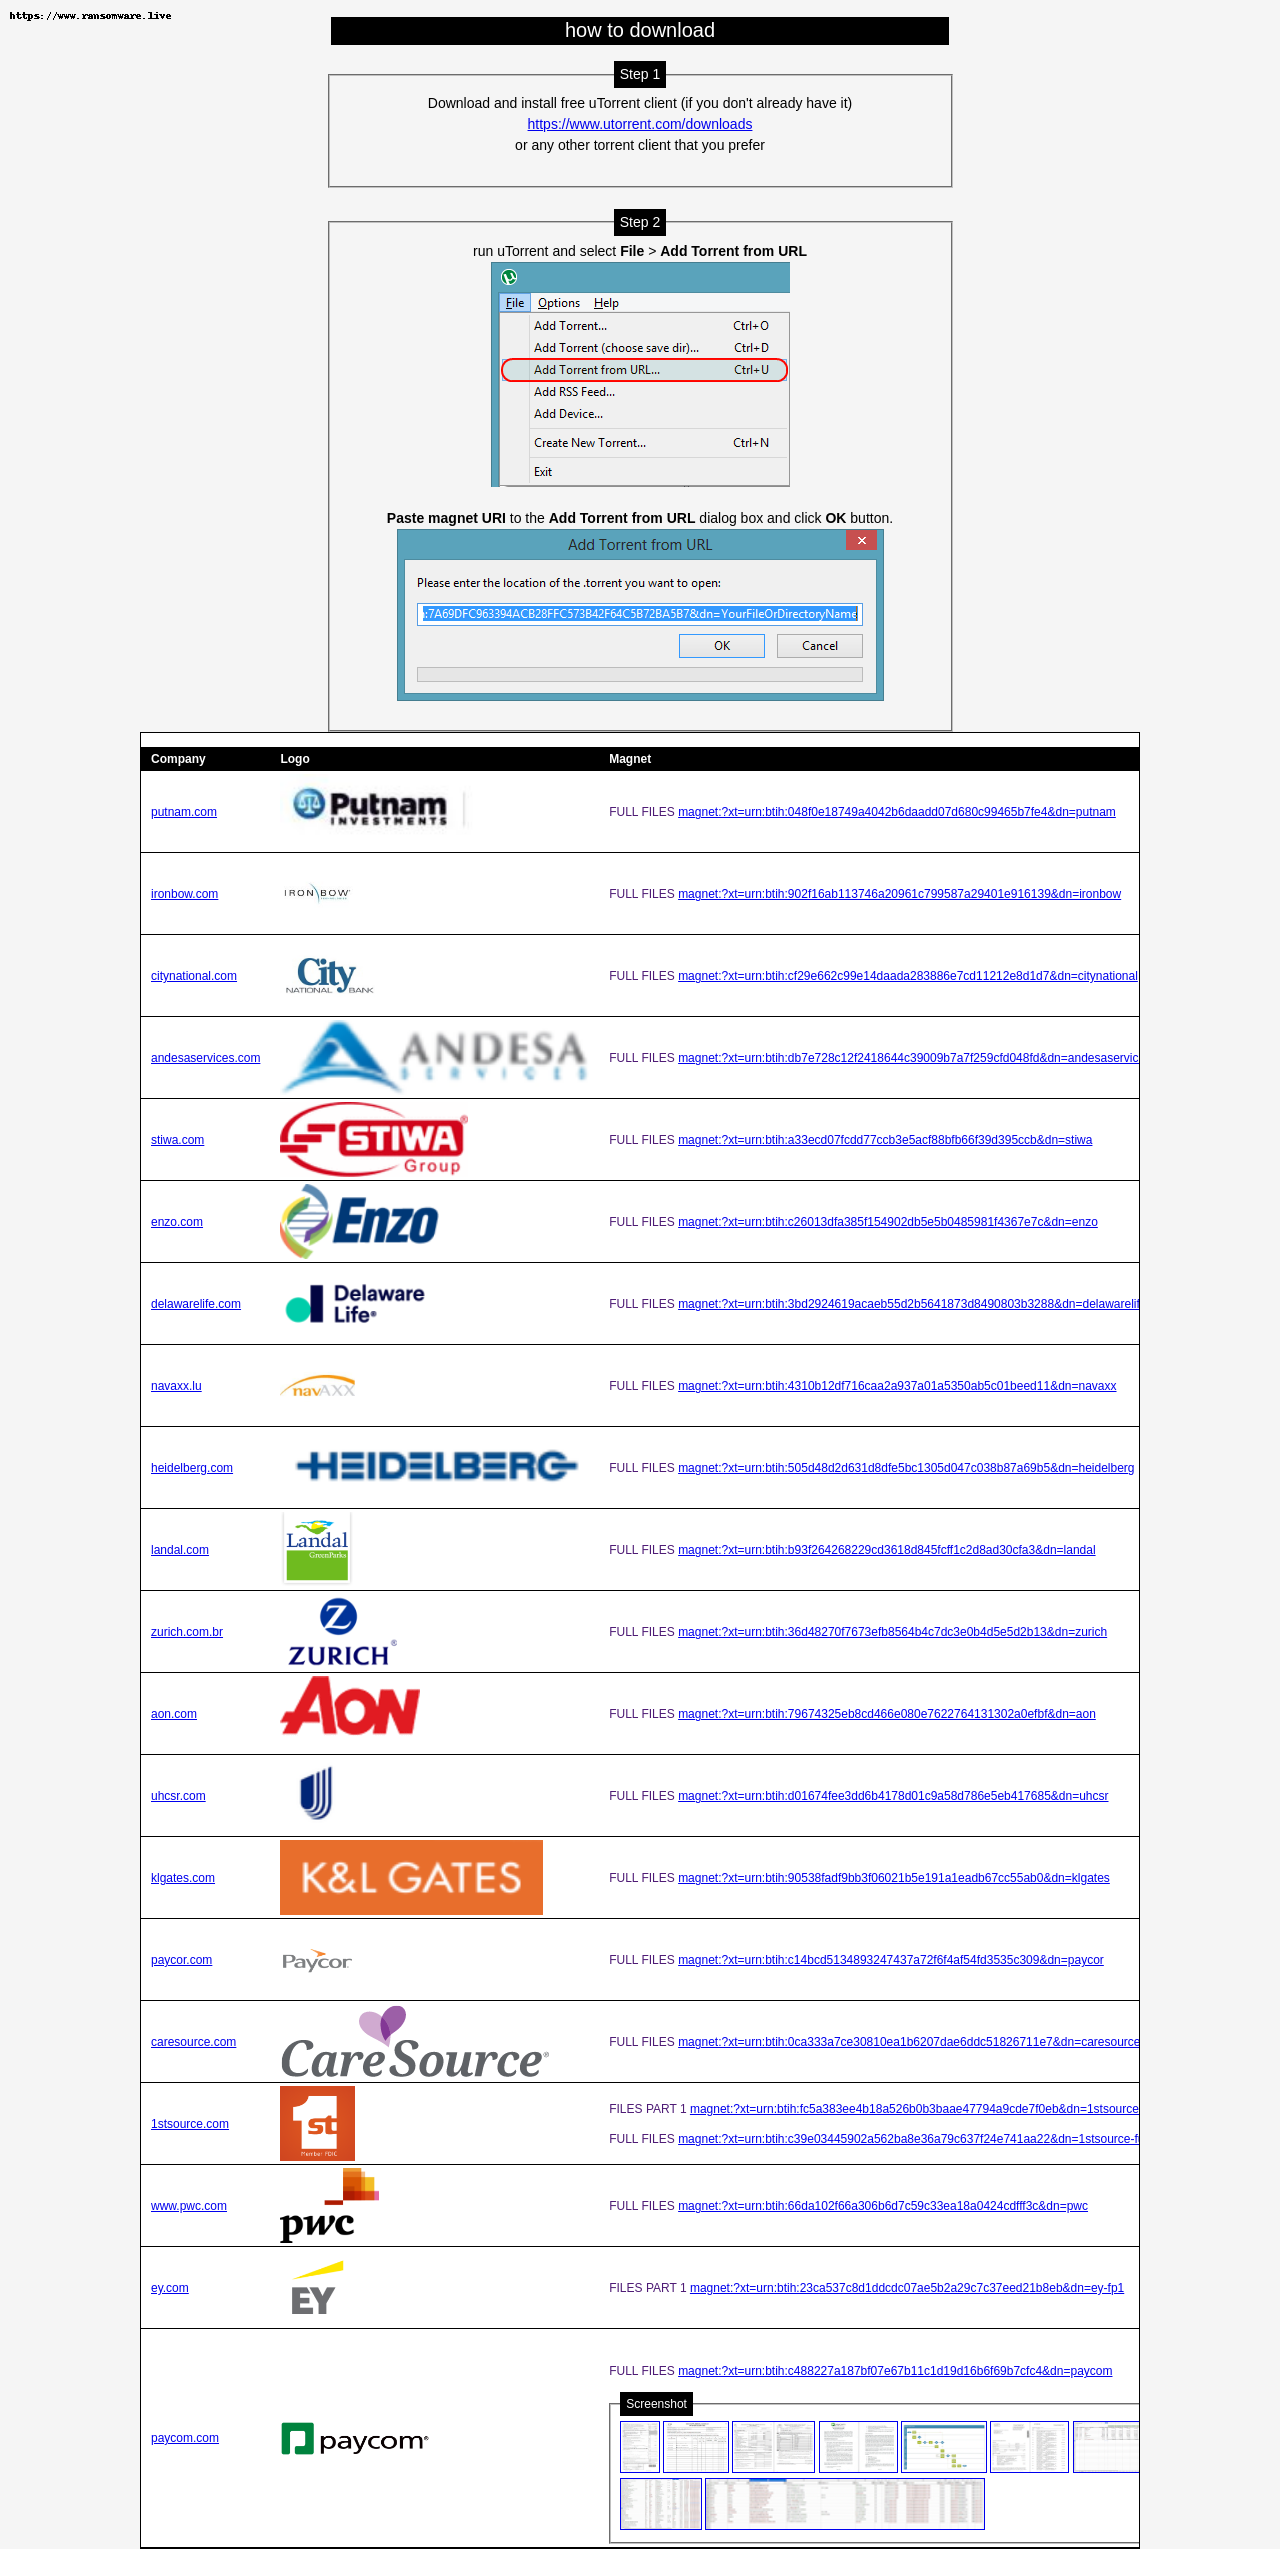 https://www.ransomware.live
how to download
Step 1
Download and install free uTorrent client (if you don't already have it)
https://www.utorrent.com/downloads
or any other torrent client that you prefer
Step 2
run uTorrent and select File > Add Torrent from URL
File Options Help
Add Torrent... Ctrl+O
Add Torrent (choose save dir)... Ctrl+D
Add Torrent from URL... Ctrl+U
Add RSS Feed...
Add Device...
Create New Torrent... Ctrl+N
Exit
Paste magnet URI to the Add Torrent from URL dialog box and click OK button.
Add Torrent from URL
Please enter the location of the .torrent you want to open:
:7A69DFC963394ACB28FFC573B42F64C5B72BA5B7&dn=YourFileOrDirectoryName
OK Cancel
Company Logo Magnet
putnam.com Putnam INVESTMENTS FULL FILES magnet:?xt=urn:btih:048f0e18749a4042b6daadd07d680c99465b7fe4&dn=putnam
ironbow.com IRON BOW FULL FILES magnet:?xt=urn:btih:902f16ab113746a20961c799587a29401e916139&dn=ironbow
citynational.com City NATIONAL BANK FULL FILES magnet:?xt=urn:btih:cf29e662c99e14daada283886e7cd11212e8d1d7&dn=citynational
andesaservices.com ANDESA SERVICES FULL FILES magnet:?xt=urn:btih:db7e728c12f2418644c39009b7a7f259cfd048fd&dn=andesaservic
stiwa.com STIWA Group FULL FILES magnet:?xt=urn:btih:a33ecd07fcdd77ccb3e5acf88bfb66f39d395ccb&dn=stiwa
enzo.com Enzo FULL FILES magnet:?xt=urn:btih:c26013dfa385f154902db5e5b0485981f4367e7c&dn=enzo
delawarelife.com Delaware Life FULL FILES magnet:?xt=urn:btih:3bd2924619acaeb55d2b5641873d8490803b3288&dn=delawarelif
navaxx.lu navAXX FULL FILES magnet:?xt=urn:btih:4310b12df716caa2a937a01a5350ab5c01beed11&dn=navaxx
heidelberg.com HEIDELBERG FULL FILES magnet:?xt=urn:btih:505d48d2d631d8dfe5bc1305d047c038b87a69b5&dn=heidelberg
landal.com Landal GreenParks FULL FILES magnet:?xt=urn:btih:b93f264268229cd3618d845fcff1c2d8ad30cfa3&dn=landal
zurich.com.br Z ZURICH® FULL FILES magnet:?xt=urn:btih:36d48270f7673efb8564b4c7dc3e0b4d5e5d2b13&dn=zurich
aon.com AON FULL FILES magnet:?xt=urn:btih:79674325eb8cd466e080e7622764131302a0efbf&dn=aon
uhcsr.com FULL FILES magnet:?xt=urn:btih:d01674fee3dd6b4178d01c9a58d786e5eb417685&dn=uhcsr
klgates.com K&L GATES FULL FILES magnet:?xt=urn:btih:90538fadf9bb3f06021b5e191a1eadb67cc55ab0&dn=klgates
paycor.com Paycor FULL FILES magnet:?xt=urn:btih:c14bcd5134893247437a72f6f4af54fd3535c309&dn=paycor
caresource.com CareSource® FULL FILES magnet:?xt=urn:btih:0ca333a7ce30810ea1b6207dae6ddc51826711e7&dn=caresource
1stsource.com 1st Member FDIC FILES PART 1 magnet:?xt=urn:btih:fc5a383ee4b18a526b0b3baae47794a9cde7f0eb&dn=1stsource
FULL FILES magnet:?xt=urn:btih:c39e03445902a562ba8e36a79c637f24e741aa22&dn=1stsource-f
www.pwc.com pwc FULL FILES magnet:?xt=urn:btih:66da102f66a306b6d7c59c33ea18a0424cdfff3c&dn=pwc
ey.com EY FILES PART 1 magnet:?xt=urn:btih:23ca537c8d1ddcdc07ae5b2a29c7c37eed21b8eb&dn=ey-fp1
FULL FILES magnet:?xt=urn:btih:c488227a187bf07e67b11c1d19d16b6f69b7cfc4&dn=paycom
Screenshot
paycom.com paycom®